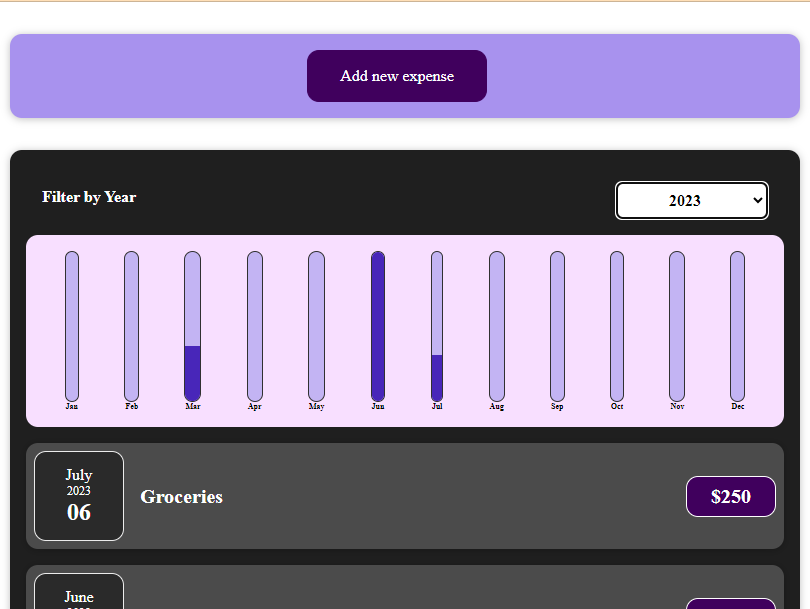 Add new expense
Filter by Year
2023
Jan Feb Mar Apr May Jun Jul Aug Sep Oct Nov Dec
July
2023
06
Groceries
$250
June